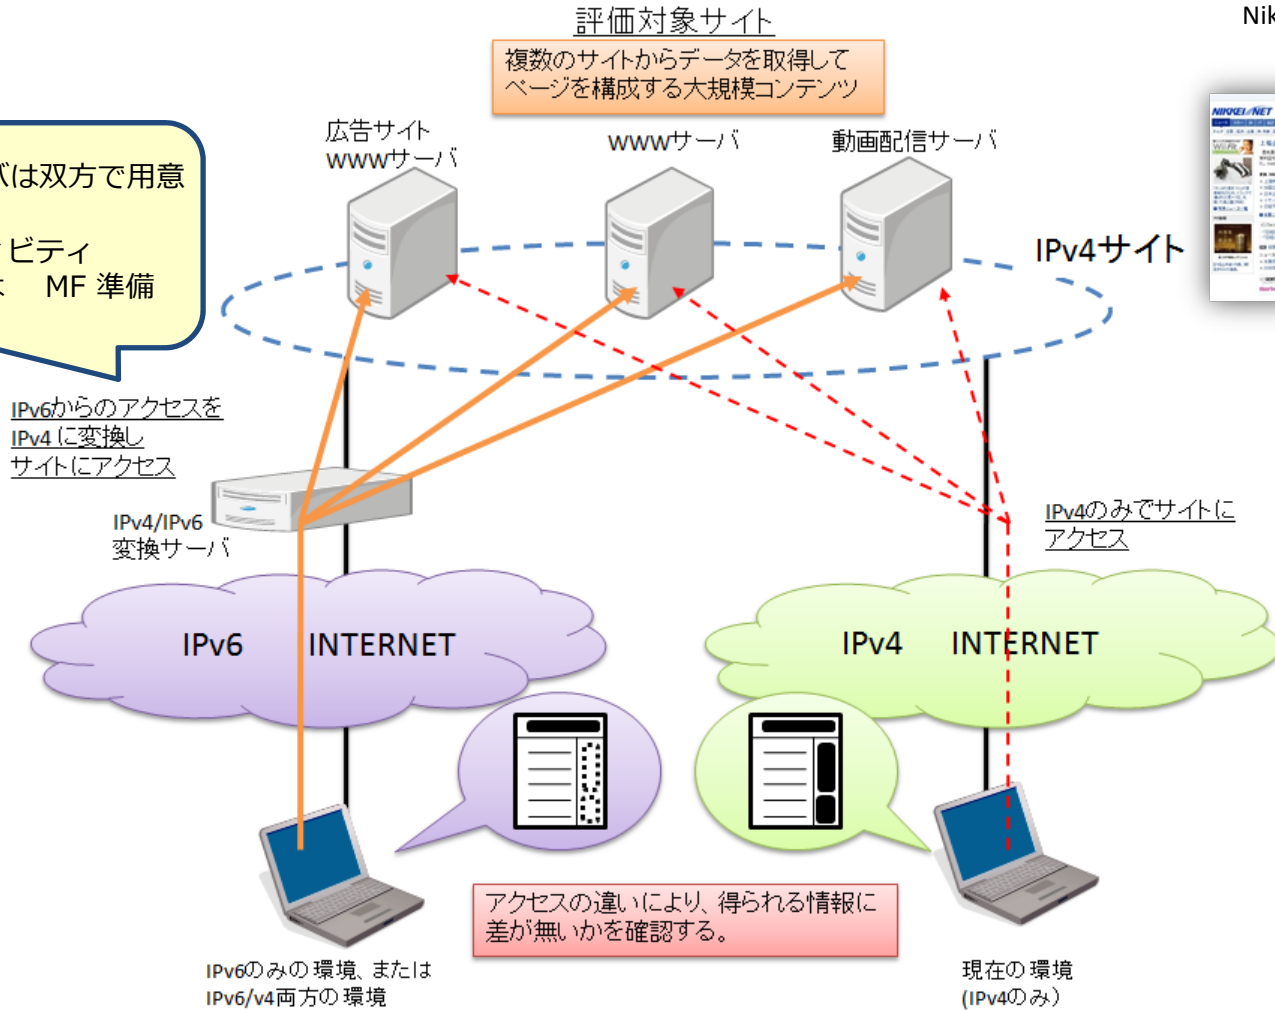 評価対象サイト
Nik
複数のサイトからデータを取得して
ページを構成する大規模コンテンツ
NIKKEI NET
広告サイト
WWWサーバ
WWWサーバ
動画配信サーバ
バは双方で用意
ィビティ
は MF 準備
IPv4サイト
IPv6からのアクセスを
IPv4 に変換し
サイトにアクセス
IPv4/IPv6
変換サーバ
IPv4のみでサイトに
アクセス
IPv6 INTERNET
IPv4 INTERNET
アクセスの違いにより、得られる情報に
差が無いかを確認する。
IPv6のみの環境、または
IPv6/v4両方の環境
現在の環境
(IPv4のみ)